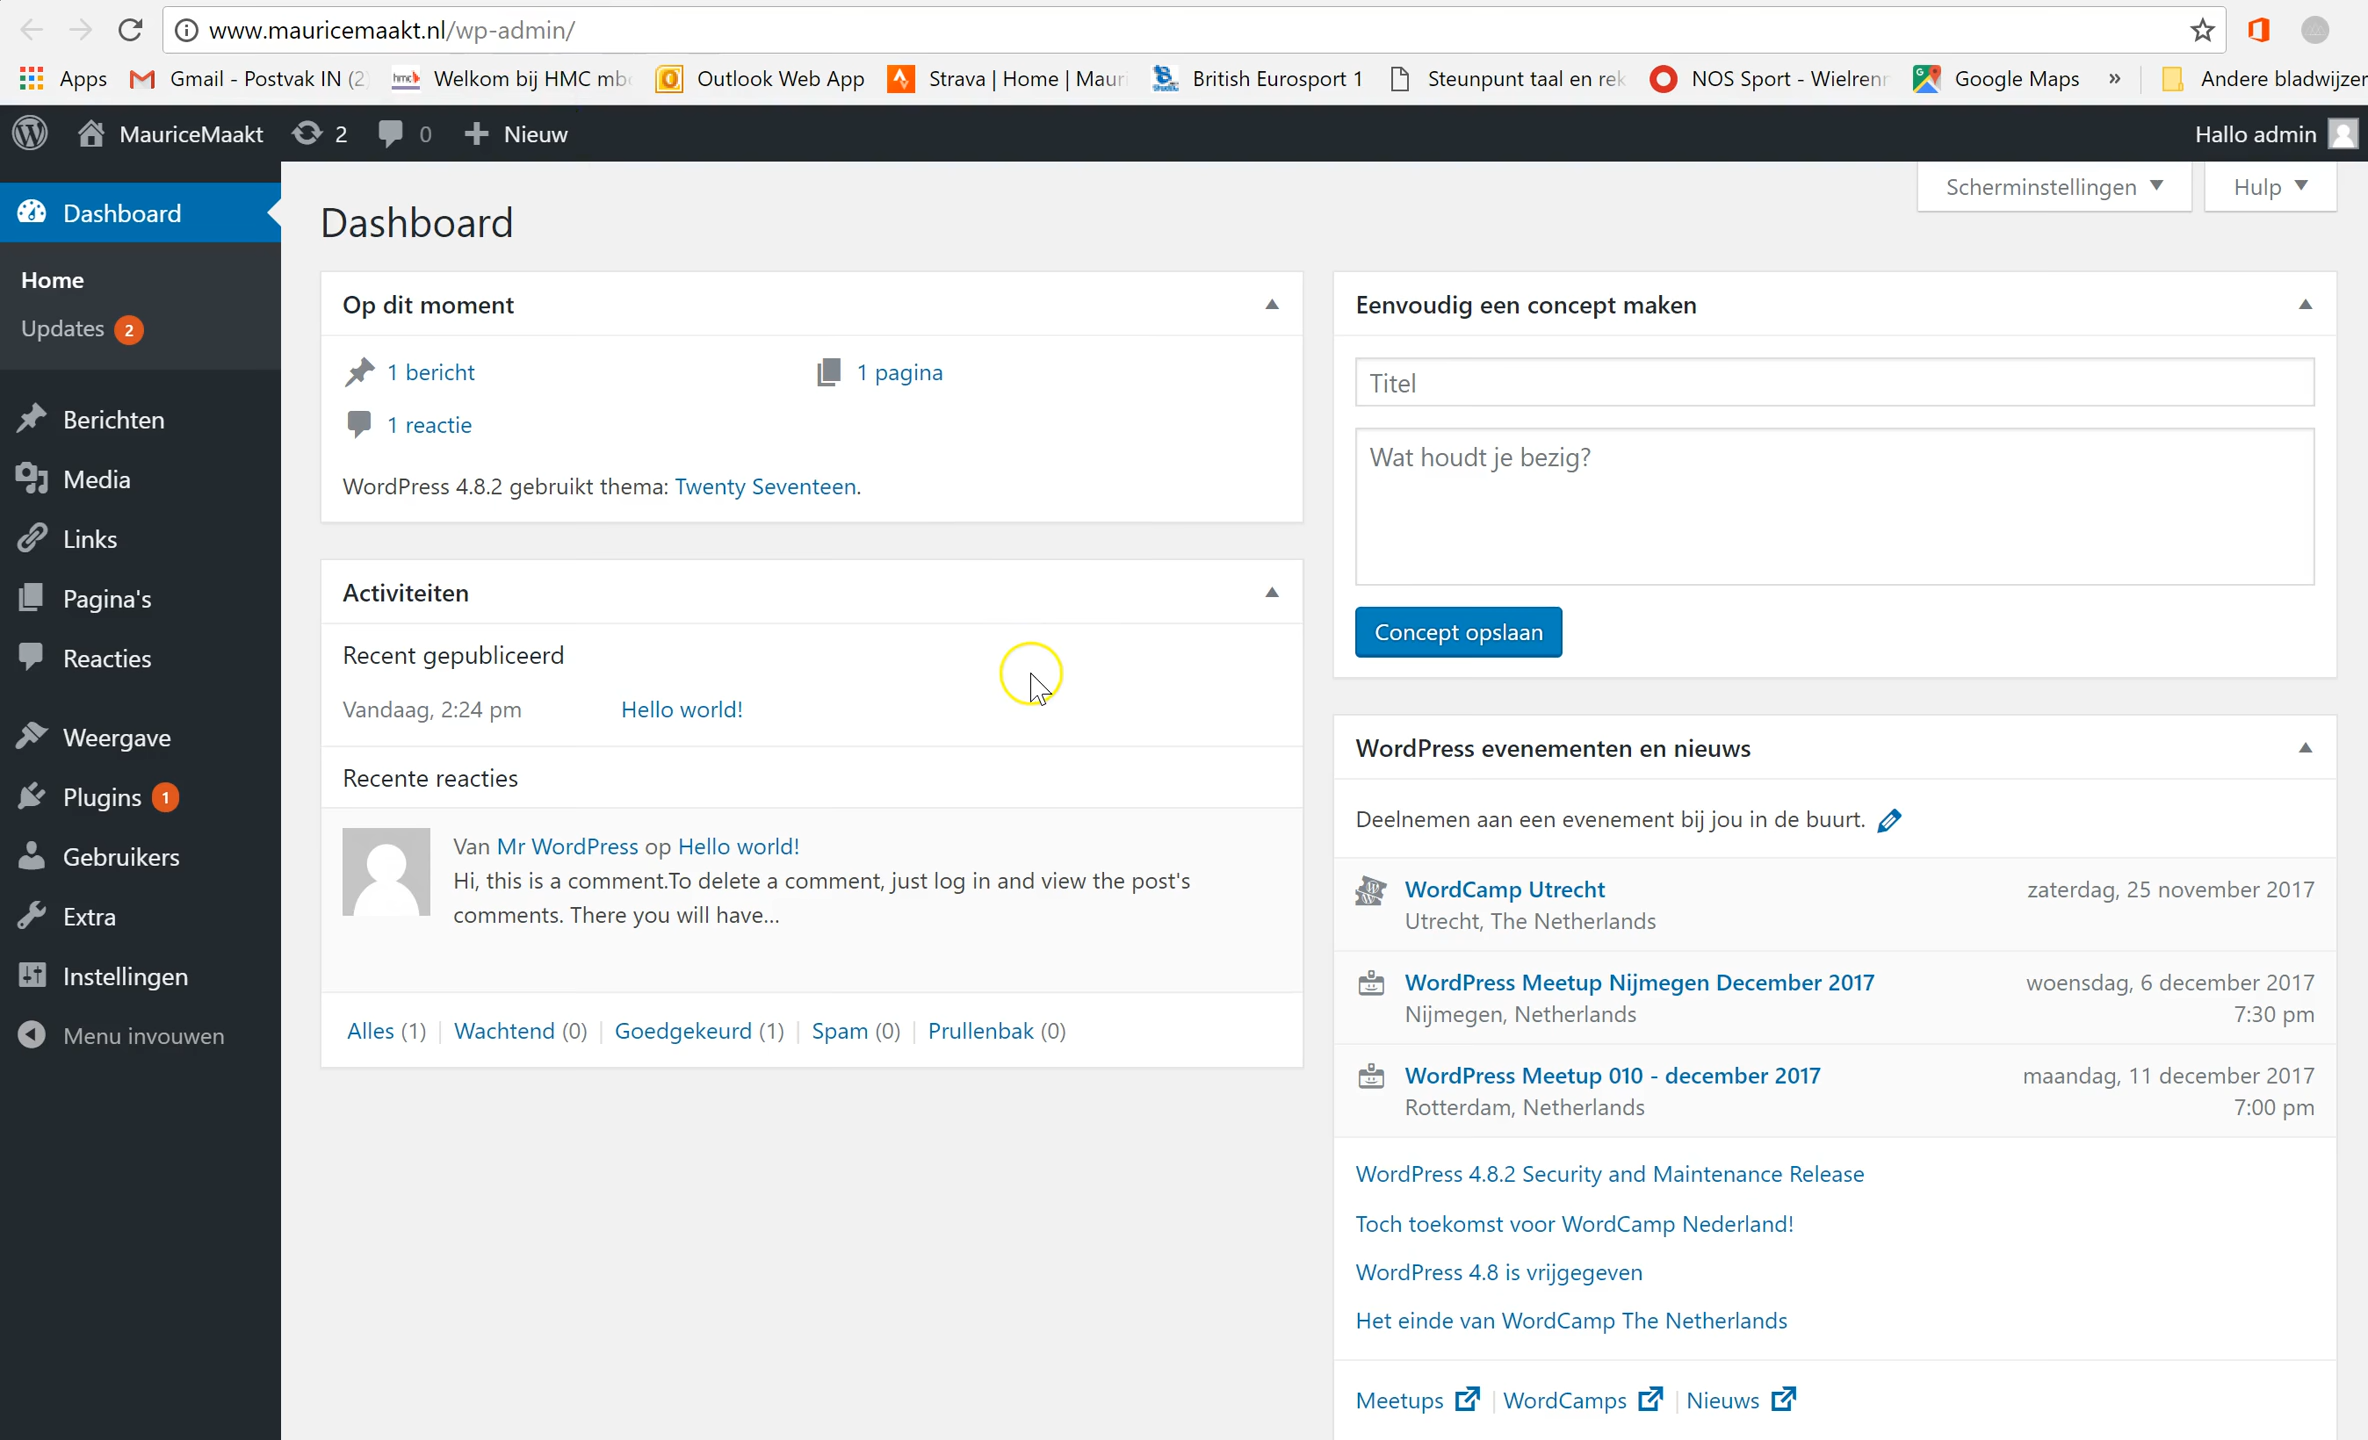 www.mauricemaakt.nl/wp-admin/
Apps Gmail - Postvak IN (2) Welkom bij HMC mb Outlook Web App Strava | Home | Mauri British Eurosport 1 Steunpunt taal en rek NOS Sport - Wielren Google Maps » Andere bladwijzer
MauriceMaakt 2 0 + Nieuw Hallo admin
Scherminstellingen Hulp
Dashboard
Home
Updates 2
Berichten
Media
Links
Pagina's
Reacties
Weergave
Plugins 1
Gebruikers
Extra
Instellingen
Menu invouwen
Dashboard
Op dit moment
1 bericht 1 pagina
1 reactie
WordPress 4.8.2 gebruikt thema: Twenty Seventeen.
Activiteiten
Recent gepubliceerd
Vandaag, 2:24 pm Hello world!
Recente reacties
Van Mr WordPress op Hello world!
Hi, this is a comment.To delete a comment, just log in and view the post's
comments. There you will have...
Alles (1) | Wachtend (0) | Goedgekeurd (1) | Spam (0) | Prullenbak (0)
Eenvoudig een concept maken
Titel
Wat houdt je bezig?
Concept opslaan
WordPress evenementen en nieuws
Deelnemen aan een evenement bij jou in de buurt.
WordCamp Utrecht zaterdag, 25 november 2017
Utrecht, The Netherlands
WordPress Meetup Nijmegen December 2017 woensdag, 6 december 2017
Nijmegen, Netherlands 7:30 pm
WordPress Meetup 010 - december 2017 maandag, 11 december 2017
Rotterdam, Netherlands 7:00 pm
WordPress 4.8.2 Security and Maintenance Release
Toch toekomst voor WordCamp Nederland!
WordPress 4.8 is vrijgegeven
Het einde van WordCamp The Netherlands
Meetups | WordCamps | Nieuws